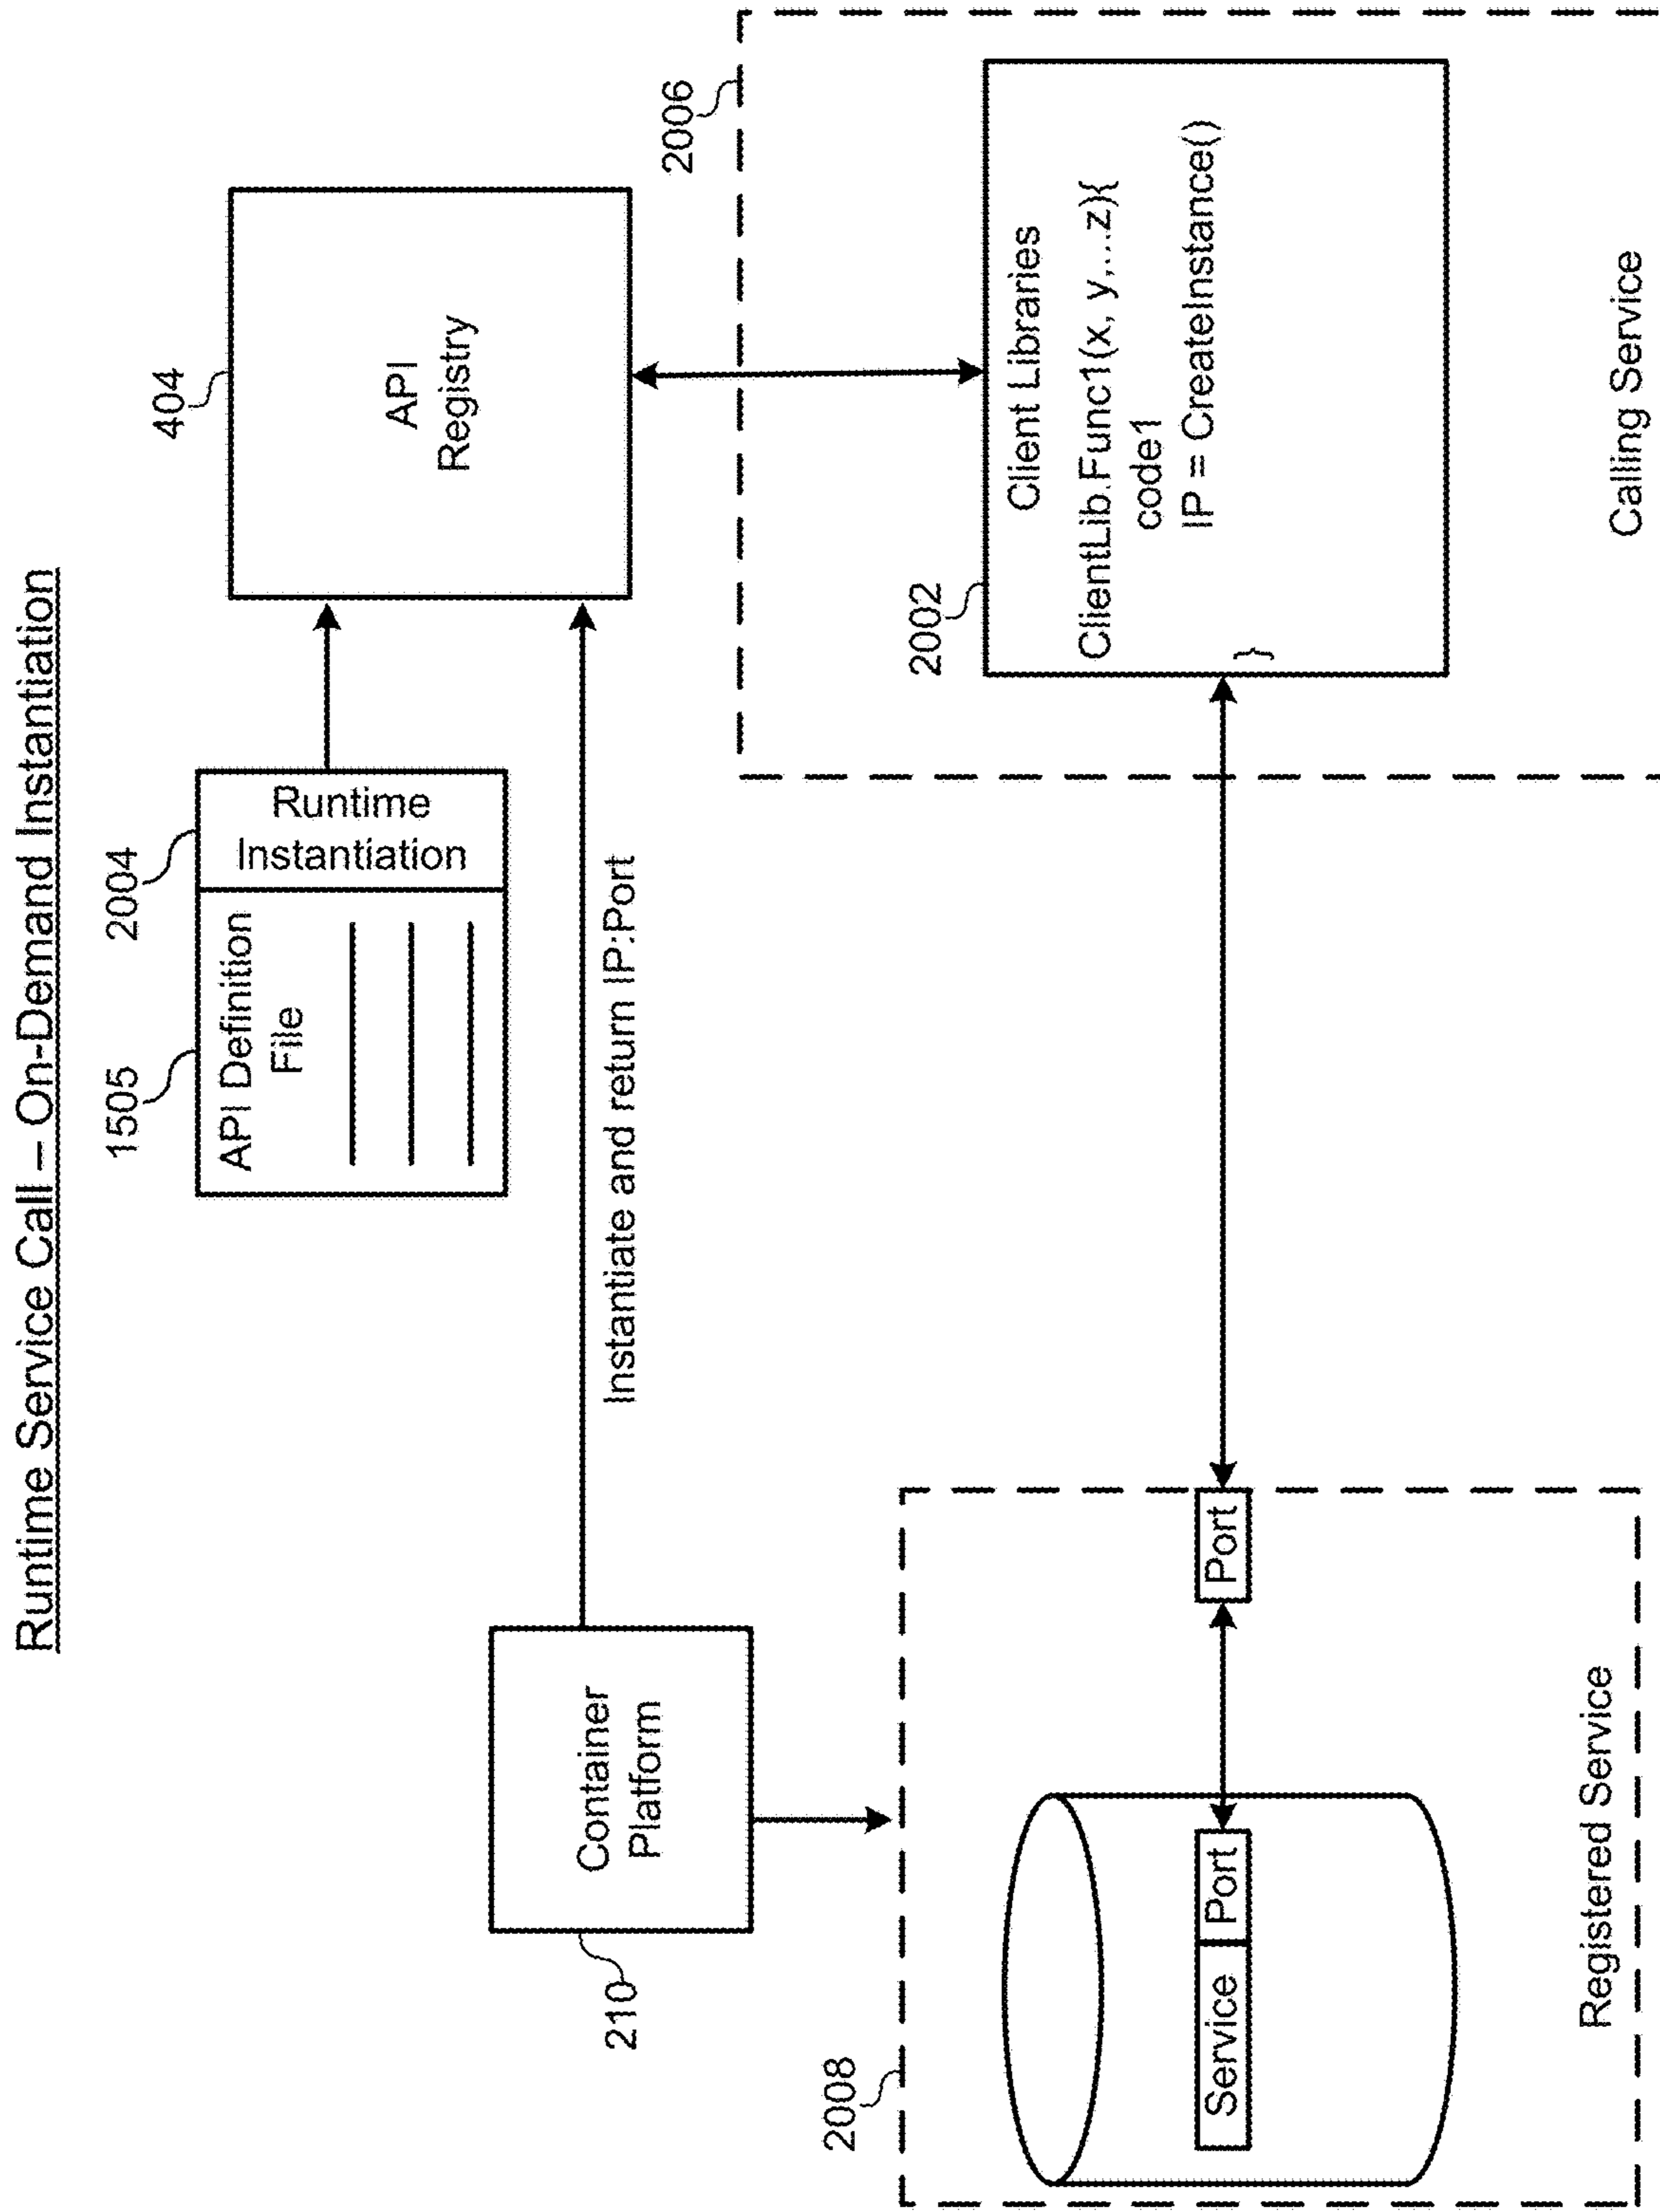 Runtime Service Call – On-Demand Instantiation
1505
2004
API Definition
File
Runtime
Instantiation
404
API
Registry
210
Container
Platform
Instantiate and return IP:Port
2006
2002
Client Libraries
ClientLib.Func1(x, y,...z){
code1
IP = CreateInstance()
}
Calling Service
2008
Service
Port
Port
Registered Service